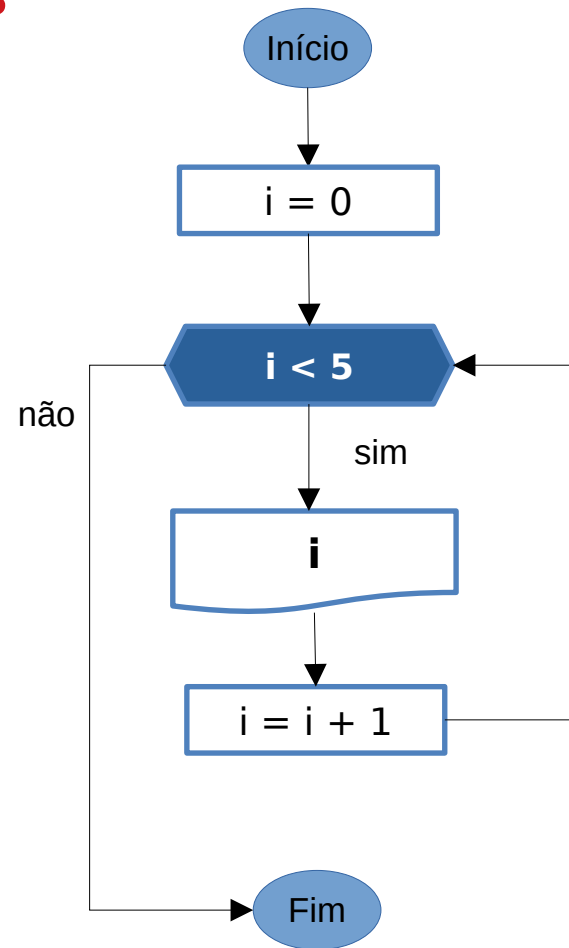 Início
i = 0
i < 5
não
sim
i
i = i + 1
Fim